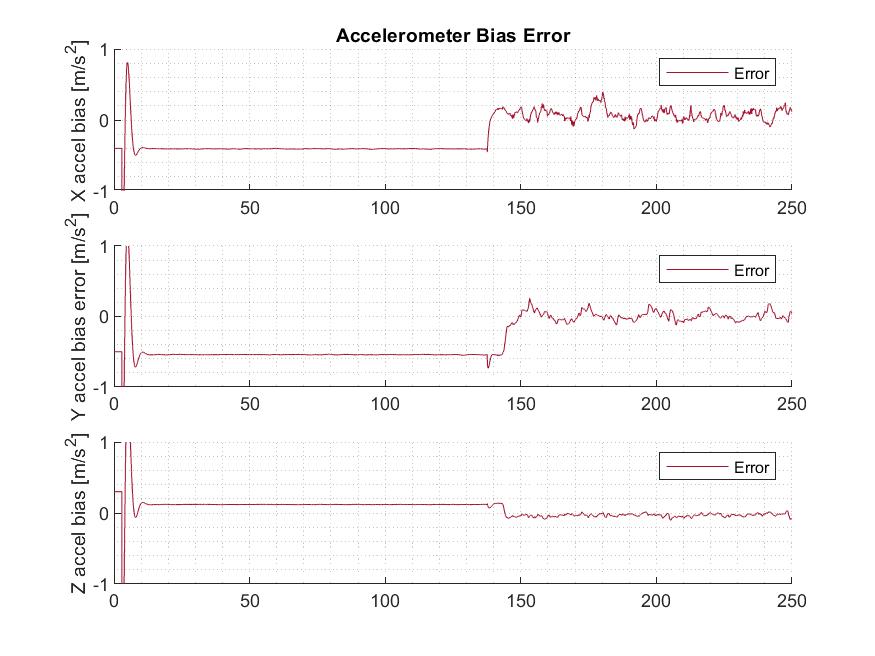 Accelerometer Bias Error
X accel bias [m/s²]
1
0
-1
Error
0 50 100 150 200 250
Y accel bias error [m/s²]
1
0
-1
Error
0 50 100 150 200 250
Z accel bias [m/s²]
1
0
-1
Error
0 50 100 150 200 250